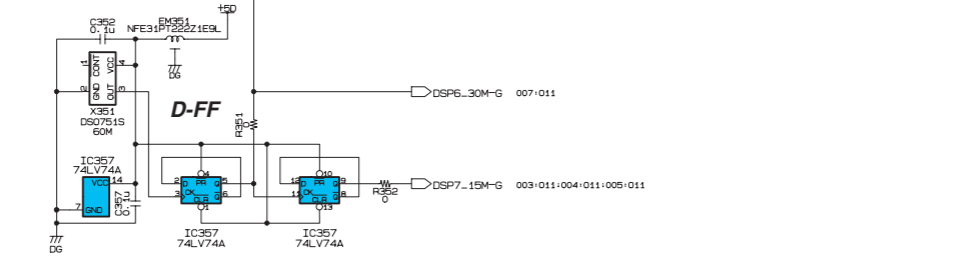 +5D
EM351
NFE31PT222Z1E9L
C352
0.1u
DG
1 CONT VCC 4
2 GND OUT 3
X351
DSO751S
60M
D-FF
R351
0
DSP6_30M-G 007:011
IC357
74LV74A
VCC 14
7 GND
C357
0.1u
DG
4
2 D PR Q 5
3 CK Q 6
CLR
1
IC357
74LV74A
10
12 D PR Q 9
11 CK Q 8
CLR
13
IC357
74LV74A
R352
0
DSP7_15M-G 003:011:004:011:005:011